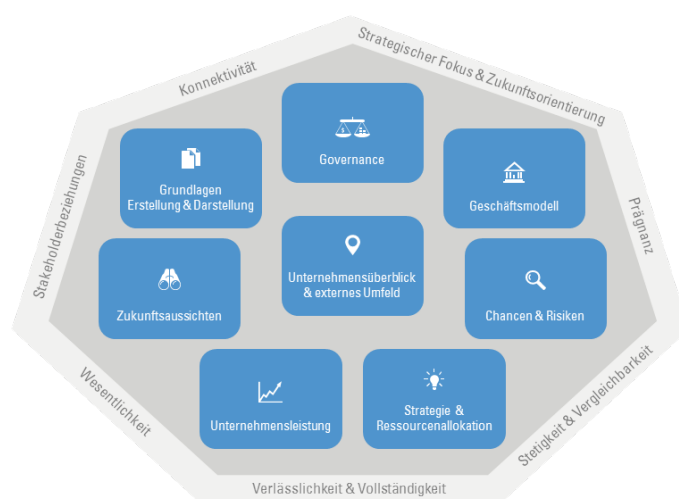 Konnektivität
Strategischer Fokus & Zukunftsorientierung
Stakeholderbeziehungen
Prägnanz
Governance
Grundlagen
Erstellung & Darstellung
Geschäftsmodell
Unternehmensüberblick
& externes Umfeld
Zukunftsaussichten
Chancen & Risiken
Unternehmensleistung
Strategie &
Ressourcenallokation
Wesentlichkeit
Stetigkeit & Vergleichbarkeit
Verlässlichkeit & Vollständigkeit